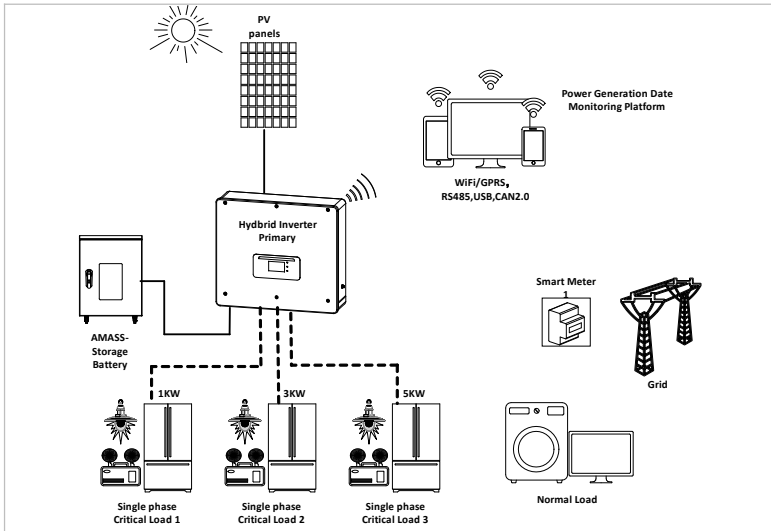 PV
panels
Power Generation Date
Monitoring Platform
WiFi/GPRS,
RS485,USB,CAN2.0
Hydbrid Inverter
Primary
Smart Meter
1
AMASS-
Storage
Battery
Grid
1KW
3KW
5KW
Single phase
Critical Load 1
Single phase
Critical Load 2
Single phase
Critical Load 3
Normal Load